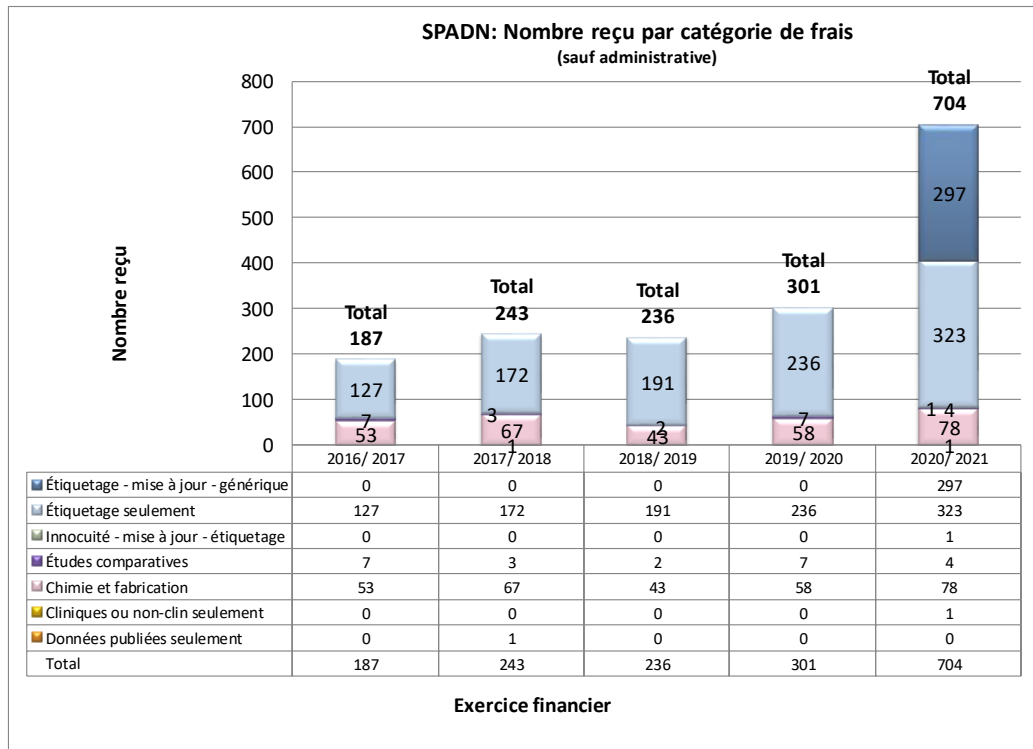 SPADN: Nombre reçu par catégorie de frais
(sauf administrative)
Nombre reçu
800
700
600
500
400
300
200
100
0
Total
187
127
7
53
Total
243
172
3
67
1
Total
236
191
2
43
Total
301
236
7
58
Total
704
297
323
1 4
78
1
2016/ 2017 2017/ 2018 2018/ 2019 2019/ 2020 2020/ 2021
Étiquetage - mise à jour - générique 0 0 0 0 297
Étiquetage seulement 127 172 191 236 323
Innocuité - mise à jour - étiquetage 0 0 0 0 1
Études comparatives 7 3 2 7 4
Chimie et fabrication 53 67 43 58 78
Cliniques ou non-clin seulement 0 0 0 0 1
Données publiées seulement 0 1 0 0 0
Total 187 243 236 301 704
Exercice financier